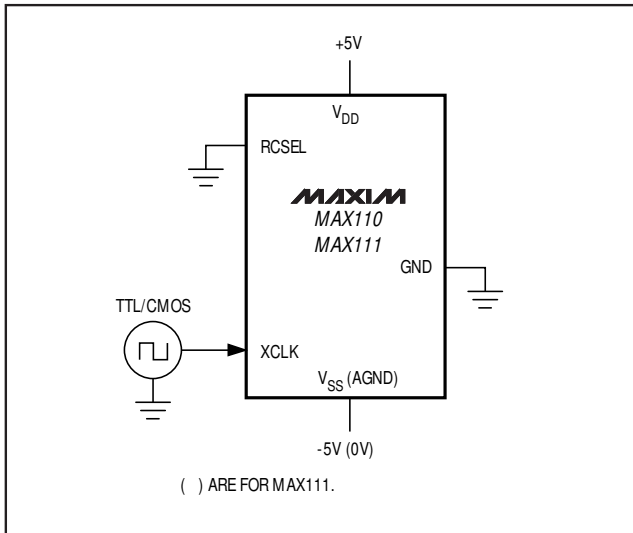 +5V
VDD
RCSEL
MAXIM
MAX110
MAX111
GND
TTL/CMOS
XCLK
VSS (AGND)
-5V (0V)
( ) ARE FOR MAX111.